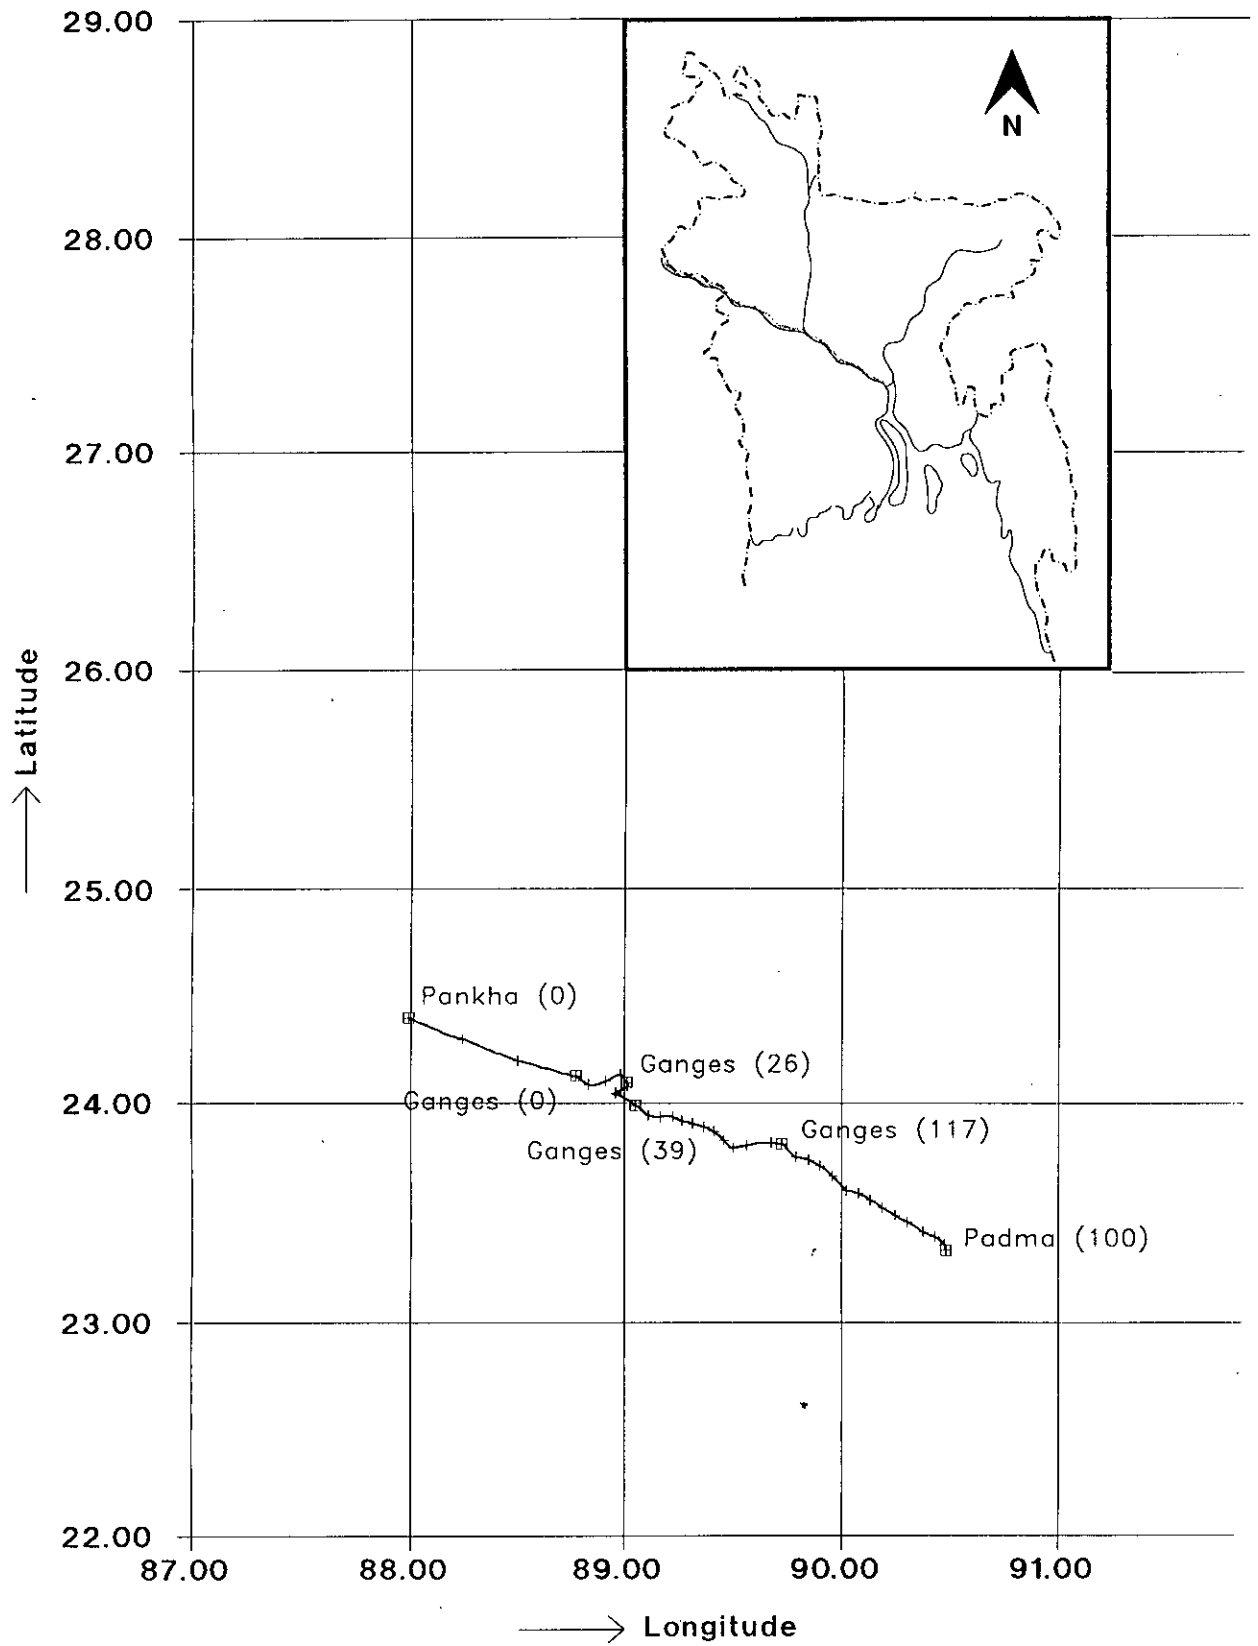 29.00
N
28.00
27.00
26.00
Latitude
25.00
Pankha (0)
Ganges (26)
24.00
Ganges (0)
Ganges (117)
Ganges (39)
Padma (100)
23.00
22.00
87.00 88.00 89.00 90.00 91.00
Longitude